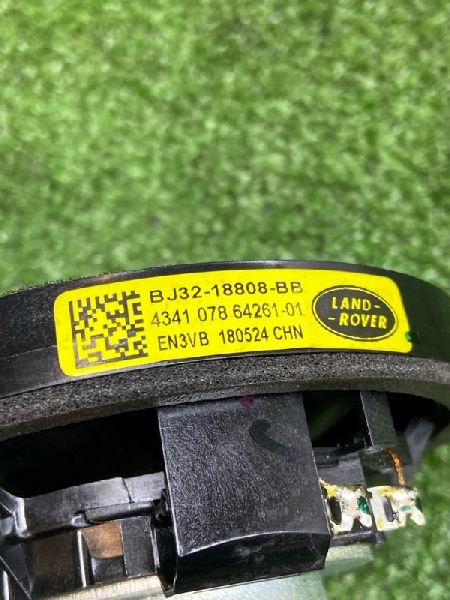 BJ32-18808-BB
4341 078 64261-01
EN3VB 180524 CHN
LAND-
-ROVER